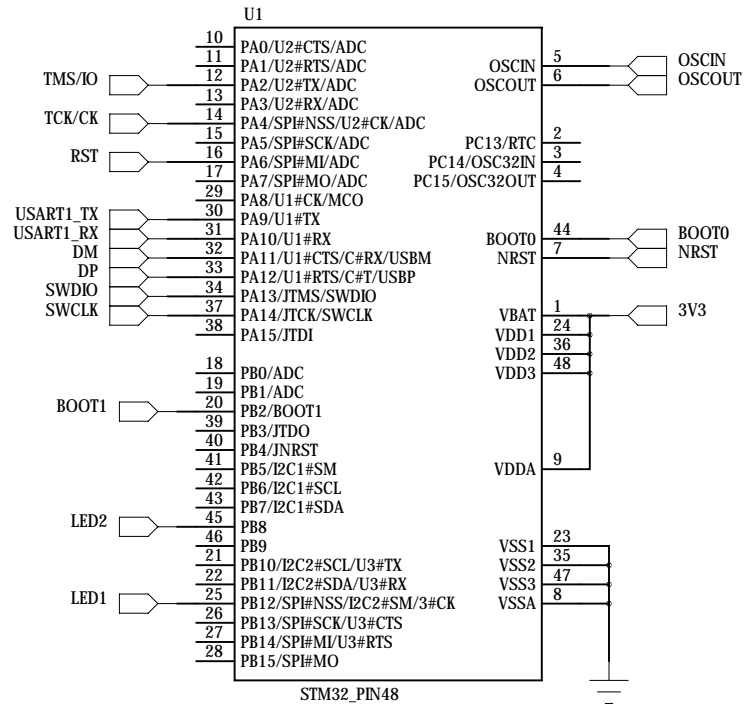 U1
10 PA0/U2#CTS/ADC
11 PA1/U2#RTS/ADC OSCIN 5 OSCIN
TMS/IO 12 PA2/U2#TX/ADC OSCOUT 6 OSCOUT
13 PA3/U2#RX/ADC
TCK/CK 14 PA4/SPI#NSS/U2#CK/ADC
15 PA5/SPI#SCK/ADC PC13/RTC 2
RST 16 PA6/SPI#MI/ADC PC14/OSC32IN 3
17 PA7/SPI#MO/ADC PC15/OSC32OUT 4
29 PA8/U1#CK/MCO
USART1_TX 30 PA9/U1#TX
USART1_RX 31 PA10/U1#RX BOOT0 44 BOOT0
DM 32 PA11/U1#CTS/C#RX/USBM NRST 7 NRST
DP 33 PA12/U1#RTS/C#T/USBP
SWDIO 34 PA13/JTMS/SWDIO
SWCLK 37 PA14/JTCK/SWCLK VBAT 1 3V3
38 PA15/JTDI VDD1 24
VDD2 36
18 PB0/ADC VDD3 48
19 PB1/ADC
BOOT1 20 PB2/BOOT1
39 PB3/JTDO
40 PB4/JNRST
41 PB5/I2C1#SM VDDA 9
42 PB6/I2C1#SCL
43 PB7/I2C1#SDA
LED2 45 PB8
46 PB9 VSS1 23
21 PB10/I2C2#SCL/U3#TX VSS2 35
22 PB11/I2C2#SDA/U3#RX VSS3 47
LED1 25 PB12/SPI#NSS/I2C2#SM/3#CK VSSA 8
26 PB13/SPI#SCK/U3#CTS
27 PB14/SPI#MI/U3#RTS
28 PB15/SPI#MO
STM32_PIN48